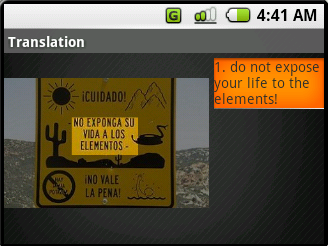 4:41 AM
Translation
1. do not expose
your life to the
elements!
¡CUIDADO!
- NO EXPONGA SU
VIDA A LOS
ELEMENTOS -
¡NO VALE
LA PENA!